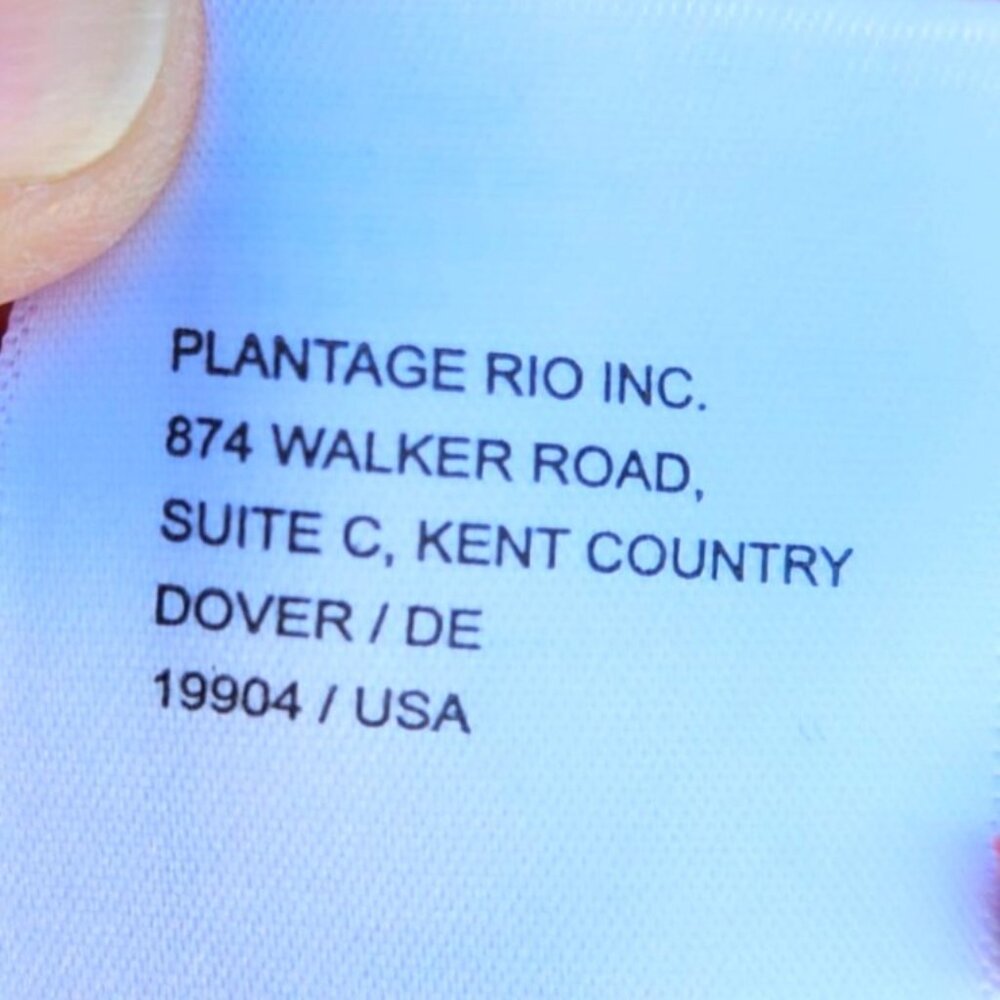 PLANTAGE RIO INC.
874 WALKER ROAD,
SUITE C, KENT COUNTRY
DOVER / DE
19904 / USA